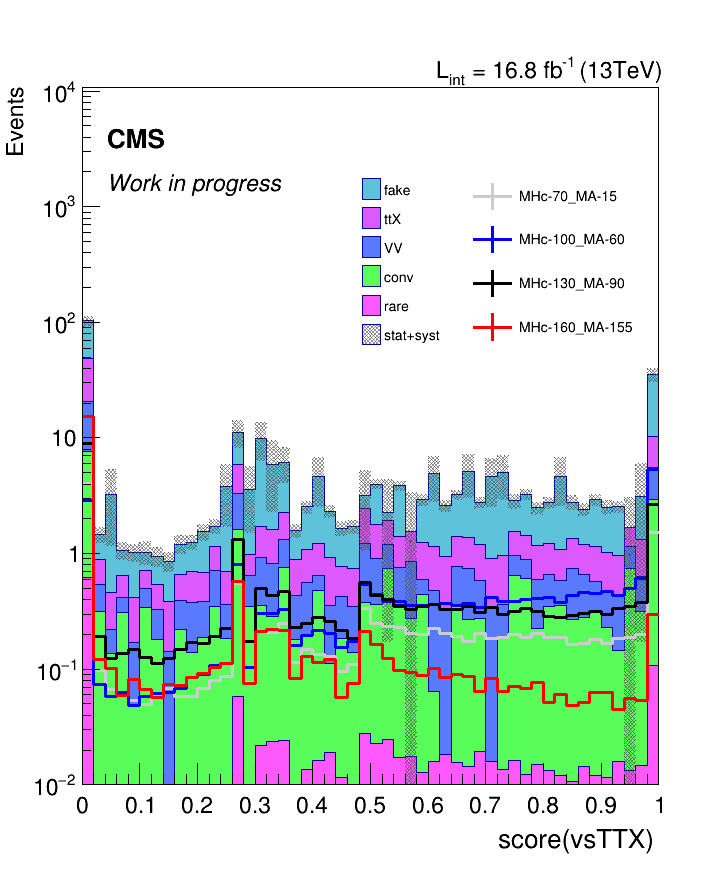 L_int = 16.8 fb^-1 (13TeV)
Events
10^4
10^3
10^2
10
1
10^-1
10^-2
CMS
Work in progress
fake
ttX
VV
conv
rare
stat+syst
MHc-70_MA-15
MHc-100_MA-60
MHc-130_MA-90
MHc-160_MA-155
0 0.1 0.2 0.3 0.4 0.5 0.6 0.7 0.8 0.9 1
score(vsTTX)